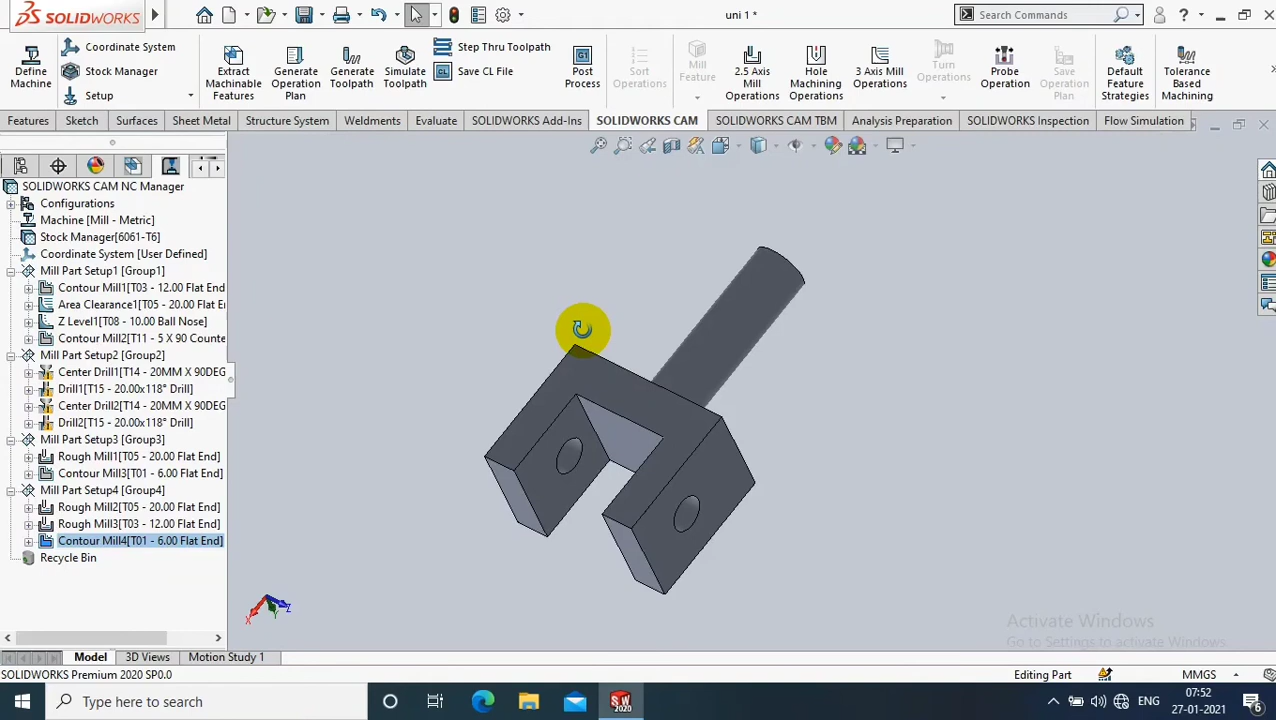 SOLIDWORKS
uni 1 *
Search Commands
Define Machine
Coordinate System
Stock Manager
Setup
Extract Machinable Features
Generate Operation Plan
Generate Toolpath
Simulate Toolpath
Step Thru Toolpath
Save CL File
Post Process
Sort Operations
Mill Feature
2.5 Axis Mill Operations
Hole Machining Operations
3 Axis Mill Operations
Turn Operations
Probe Operation
Save Operation Plan
Default Feature Strategies
Tolerance Based Machining
Features
Sketch
Surfaces
Sheet Metal
Structure System
Weldments
Evaluate
SOLIDWORKS Add-Ins
SOLIDWORKS CAM
SOLIDWORKS CAM TBM
Analysis Preparation
SOLIDWORKS Inspection
Flow Simulation
SOLIDWORKS CAM NC Manager
Configurations
Machine [Mill - Metric]
Stock Manager[6061-T6]
Coordinate System [User Defined]
Mill Part Setup1 [Group1]
Contour Mill1[T03 - 12.00 Flat End
Area Clearance1[T05 - 20.00 Flat E
Z Level1[T08 - 10.00 Ball Nose]
Contour Mill2[T11 - 5 X 90 Counte
Mill Part Setup2 [Group2]
Center Drill1[T14 - 20MM X 90DEG
Drill1[T15 - 20.00x118° Drill]
Center Drill2[T14 - 20MM X 90DEG
Drill2[T15 - 20.00x118° Drill]
Mill Part Setup3 [Group3]
Rough Mill1[T05 - 20.00 Flat End]
Contour Mill3[T01 - 6.00 Flat End]
Mill Part Setup4 [Group4]
Rough Mill2[T05 - 20.00 Flat End]
Rough Mill3[T03 - 12.00 Flat End]
Contour Mill4[T01 - 6.00 Flat End]
Recycle Bin
X
Y
Z
Activate Windows
Go to Settings to activate Windows.
Model
3D Views
Motion Study 1
SOLIDWORKS Premium 2020 SP0.0
Editing Part
MMGS
Type here to search
SW 2020
ENG
07:52
27-01-2021
6